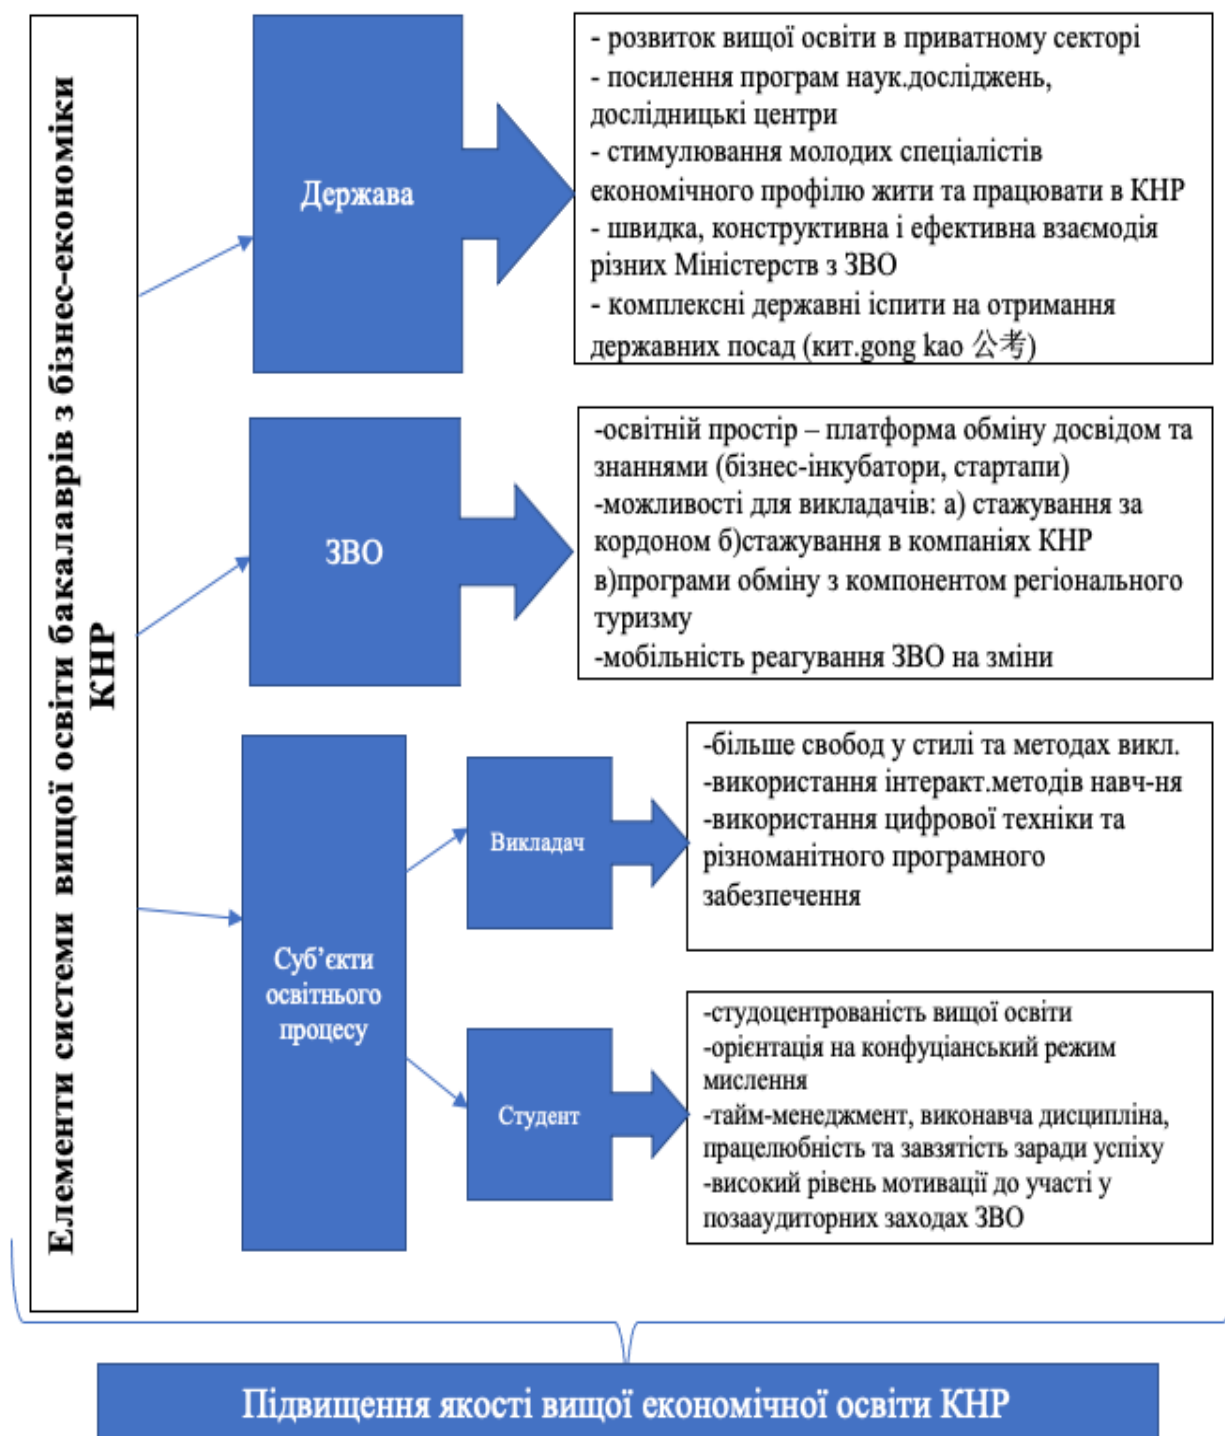 Елементи системи вищої освіти бакалаврів з бізнес-економіки
КНР
Держава
- розвиток вищої освіти в приватному секторі
- посилення програм наук.досліджень,
дослідницькі центри
- стимулювання молодих спеціалістів
економічного профілю жити та працювати в КНР
- швидка, конструктивна і ефективна взаємодія
різних Міністерств з ЗВО
- комплексні державні іспити на отримання
державних посад (кит.gong kao 公考)
ЗВО
-освітній простір – платформа обміну досвідом та
знаннями (бізнес-інкубатори, стартапи)
-можливості для викладачів: а) стажування за
кордоном б)стажування в компаніях КНР
в)програми обміну з компонентом регіонального
туризму
-мобільність реагування ЗВО на зміни
Суб’єкти
освітнього
процесу
Викладач
-більше свобод у стилі та методах викл.
-використання інтеракт.методів навч-ня
-використання цифрової техніки та
різноманітного програмного
забезпечення
Студент
-студоцентрованість вищої освіти
-орієнтація на конфуціанський режим
мислення
-тайм-менеджмент, виконавча дисципліна,
працелюбність та завзятість заради успіху
-високий рівень мотивації до участі у
позааудиторних заходах ЗВО
Підвищення якості вищої економічної освіти КНР